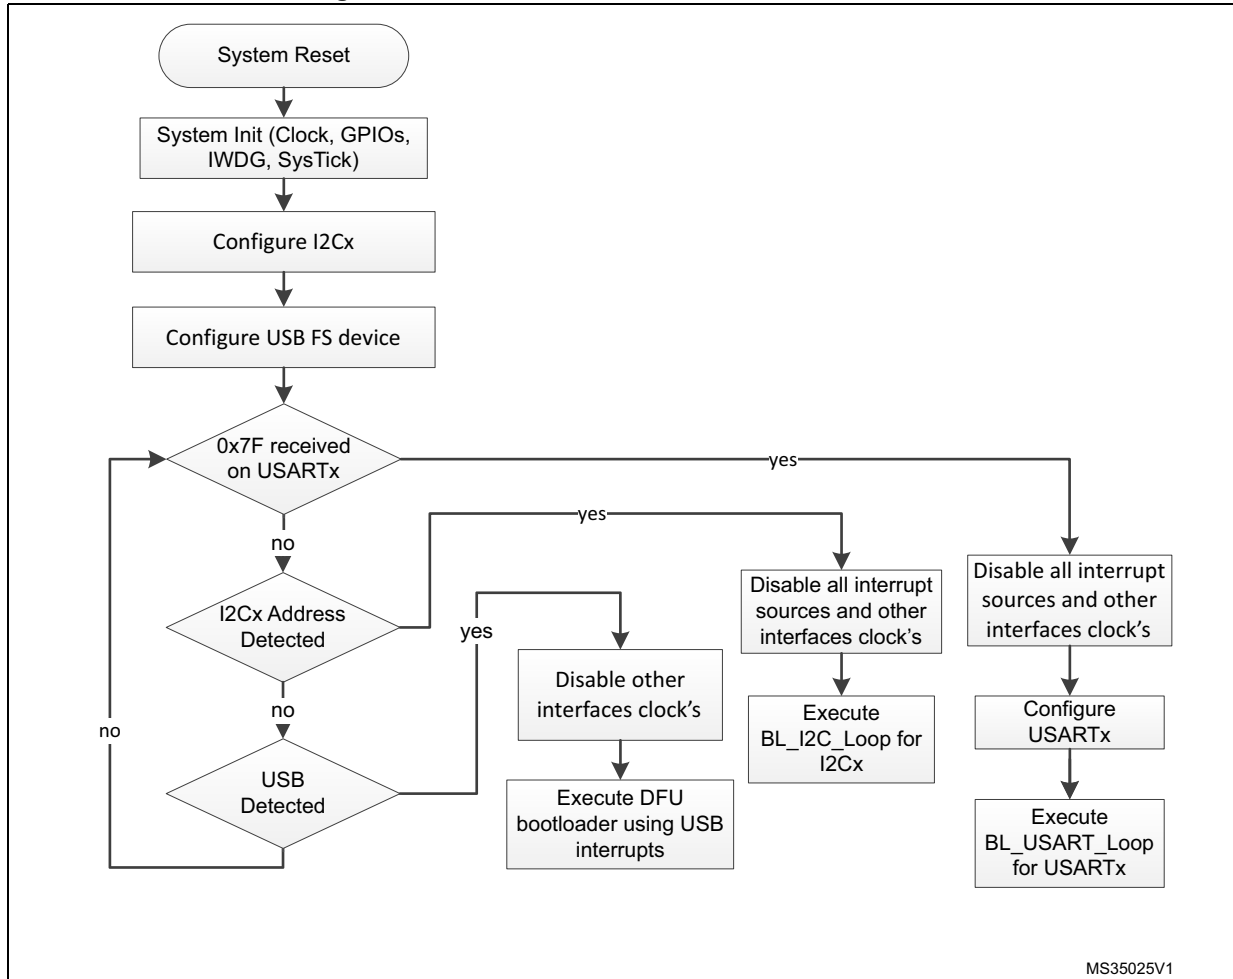 System Reset
System Init (Clock, GPIOs,
IWDG, SysTick)
Configure I2Cx
Configure USB FS device
0x7F received
on USARTx
yes
no
yes
I2Cx Address
Detected
yes
Disable all interrupt
sources and other
interfaces clock's
Disable all interrupt
sources and other
interfaces clock's
no
no
Disable other
interfaces clock's
Execute
BL_I2C_Loop for
I2Cx
Configure
USARTx
USB
Detected
Execute DFU
bootloader using USB
interrupts
Execute
BL_USART_Loop
for USARTx
MS35025V1